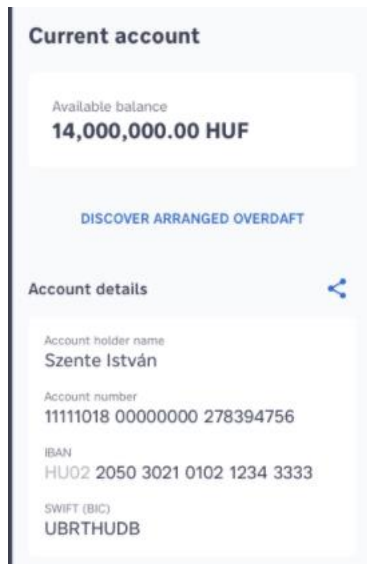 Current account
Available balance
14,000,000.00 HUF
DISCOVER ARRANGED OVERDAFT
Account details
Account holder name
Szente István
Account number
11111018 00000000 278394756
IBAN
HU02 2050 3021 0102 1234 3333
SWIFT (BIC)
UBRTHUDB